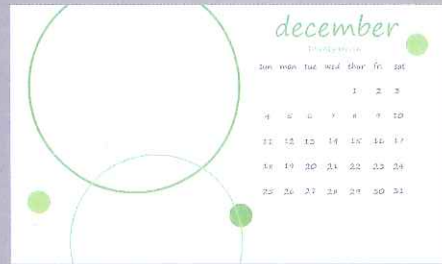 december
sun mon tue wed thur fri sat
1 2 3
4 5 6 7 8 9 10
11 12 13 14 15 16 17
18 19 20 21 22 23 24
25 26 27 28 29 30 31